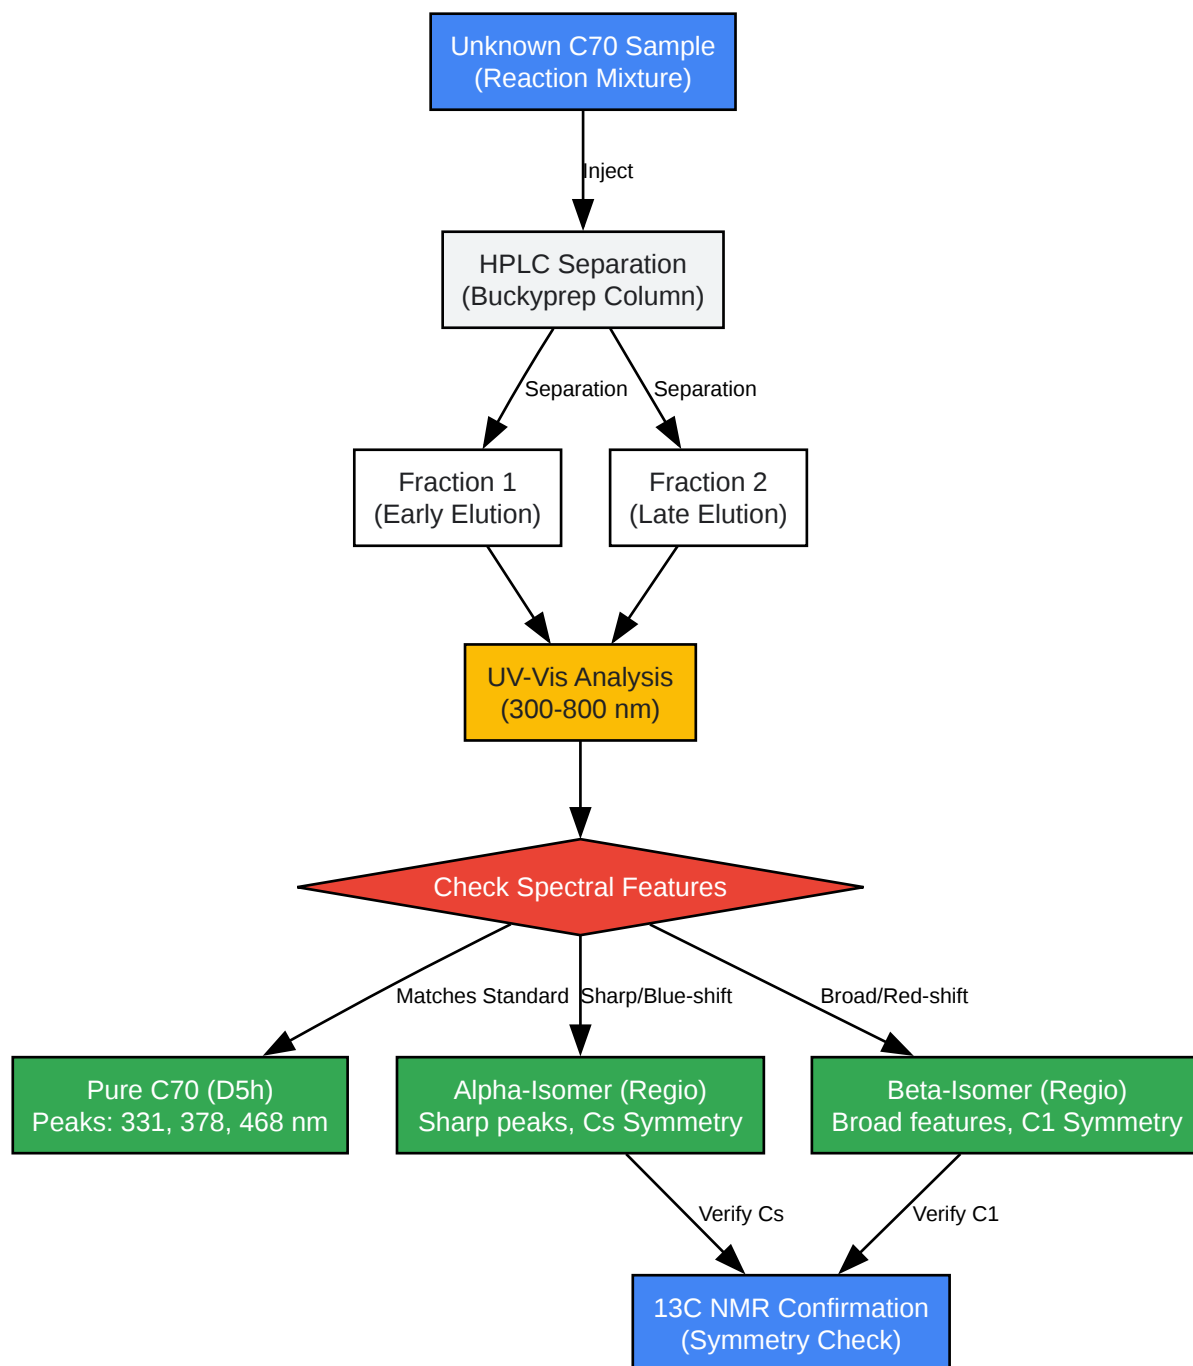 Unknown C70 Sample
(Reaction Mixture)
Inject
HPLC Separation
(Buckyprep Column)
Separation
Separation
Fraction 1
(Early Elution)
Fraction 2
(Late Elution)
UV-Vis Analysis
(300-800 nm)
Check Spectral Features
Matches Standard
Sharp/Blue-shift
Broad/Red-shift
Pure C70 (D5h)
Peaks: 331, 378, 468 nm
Alpha-Isomer (Regio)
Sharp peaks, Cs Symmetry
Beta-Isomer (Regio)
Broad features, C1 Symmetry
Verify Cs
Verify C1
13C NMR Confirmation
(Symmetry Check)